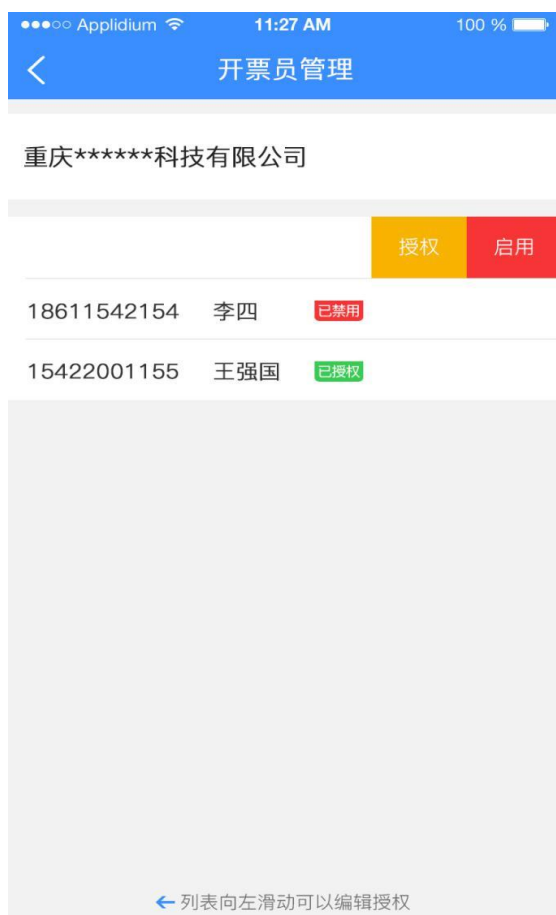 Applidium 11:27 AM 100 %
开票员管理
重庆******科技有限公司
授权 启用
18611542154 李四 已禁用
15422001155 王强国 已授权
列表向左滑动可以编辑授权